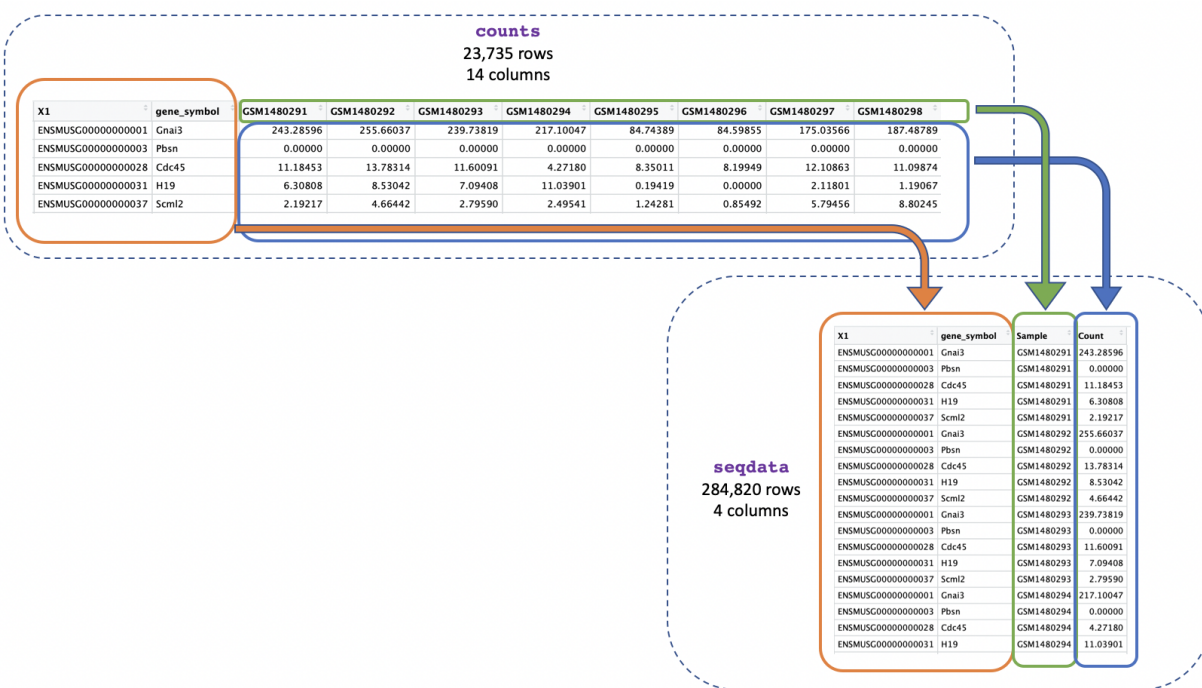 counts
23,735 rows
14 columns
X1 gene_symbol GSM1480291 GSM1480292 GSM1480293 GSM1480294 GSM1480295 GSM1480296 GSM1480297 GSM1480298
ENSMUSG00000000001 Gnai3 243.28596 255.66037 239.73819 217.10047 84.74389 84.59855 175.03566 187.48789
ENSMUSG00000000003 Pbsn 0.00000 0.00000 0.00000 0.00000 0.00000 0.00000 0.00000 0.00000
ENSMUSG00000000028 Cdc45 11.18453 13.78314 11.60091 4.27180 8.35011 8.19949 12.10863 11.09874
ENSMUSG00000000031 H19 6.30808 8.53042 7.09408 11.03901 0.19419 0.00000 2.11801 1.19067
ENSMUSG00000000037 Scml2 2.19217 4.66442 2.79590 2.49541 1.24281 0.85492 5.79456 8.80245
seqdata
284,820 rows
4 columns
X1 gene_symbol Sample Count
ENSMUSG00000000001 Gnai3 GSM1480291 243.28596
ENSMUSG00000000003 Pbsn GSM1480291 0.00000
ENSMUSG00000000028 Cdc45 GSM1480291 11.18453
ENSMUSG00000000031 H19 GSM1480291 6.30808
ENSMUSG00000000037 Scml2 GSM1480291 2.19217
ENSMUSG00000000001 Gnai3 GSM1480292 255.66037
ENSMUSG00000000003 Pbsn GSM1480292 0.00000
ENSMUSG00000000028 Cdc45 GSM1480292 13.78314
ENSMUSG00000000031 H19 GSM1480292 8.53042
ENSMUSG00000000037 Scml2 GSM1480292 4.66442
ENSMUSG00000000001 Gnai3 GSM1480293 239.73819
ENSMUSG00000000003 Pbsn GSM1480293 0.00000
ENSMUSG00000000028 Cdc45 GSM1480293 11.60091
ENSMUSG00000000031 H19 GSM1480293 7.09408
ENSMUSG00000000037 Scml2 GSM1480293 2.79590
ENSMUSG00000000001 Gnai3 GSM1480294 217.10047
ENSMUSG00000000003 Pbsn GSM1480294 0.00000
ENSMUSG00000000028 Cdc45 GSM1480294 4.27180
ENSMUSG00000000031 H19 GSM1480294 11.03901